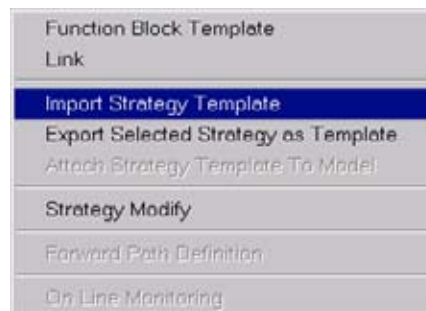 Function Block Template
Link
Import Strategy Template
Export Selected Strategy as Template
Attach Strategy Template To Model
Strategy Modify
Forward Path Definition
On Line Monitoring